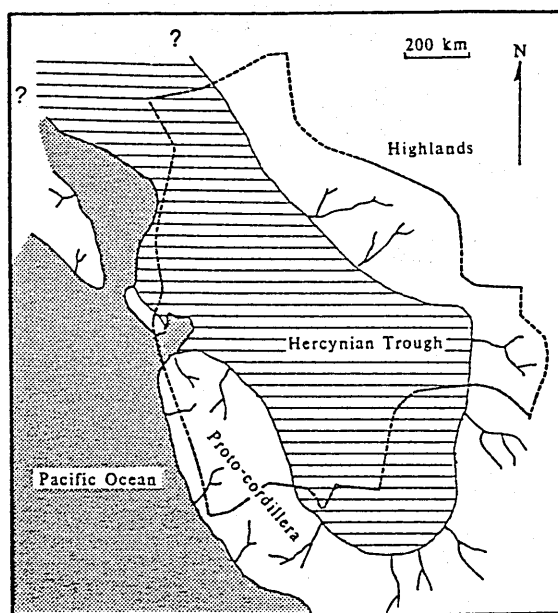 ?
200 km
N
?
Highlands
Hercynian Trough
Proto-cordillera
Pacific Ocean